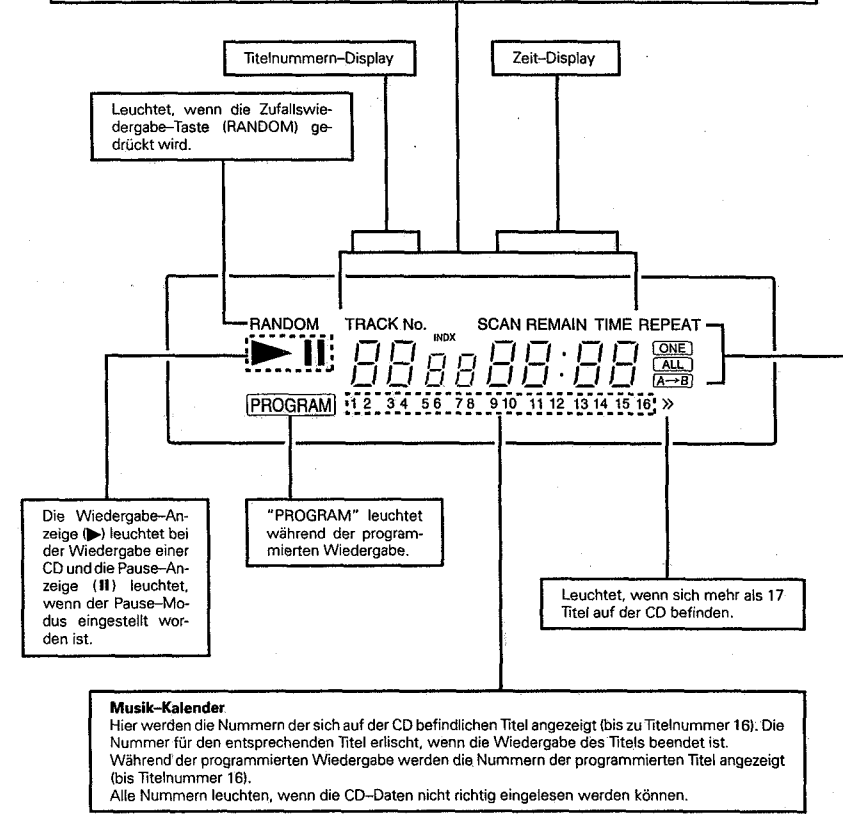 Titelnummern–Display
Zeit–Display
Leuchtet, wenn die Zufallswie-
dergabe–Taste (RANDOM) ge-
drückt wird.
RANDOM TRACK No. SCAN REMAIN TIME REPEAT
INDX
▶ II 88 88 88:88 ONE
ALL
A→B
PROGRAM 1 2 3 4 5 6 7 8 9 10 11 12 13 14 15 16 »
Die Wiedergabe–An-
zeige (▶) leuchtet bei
der Wiedergabe einer
CD und die Pause–An-
zeige (II) leuchtet,
wenn der Pause–Mo-
dus eingestellt wor-
den ist.
"PROGRAM" leuchtet
während der program-
mierten Wiedergabe.
Leuchtet, wenn sich mehr als 17
Titel auf der CD befinden.
Musik–Kalender
Hier werden die Nummern der sich auf der CD befindlichen Titel angezeigt (bis zu Titelnummer 16). Die
Nummer für den entsprechenden Titel erlischt, wenn die Wiedergabe des Titels beendet ist.
Während der programmierten Wiedergabe werden die Nummern der programmierten Titel angezeigt
(bis Titelnummer 16).
Alle Nummern leuchten, wenn die CD–Daten nicht richtig eingelesen werden können.